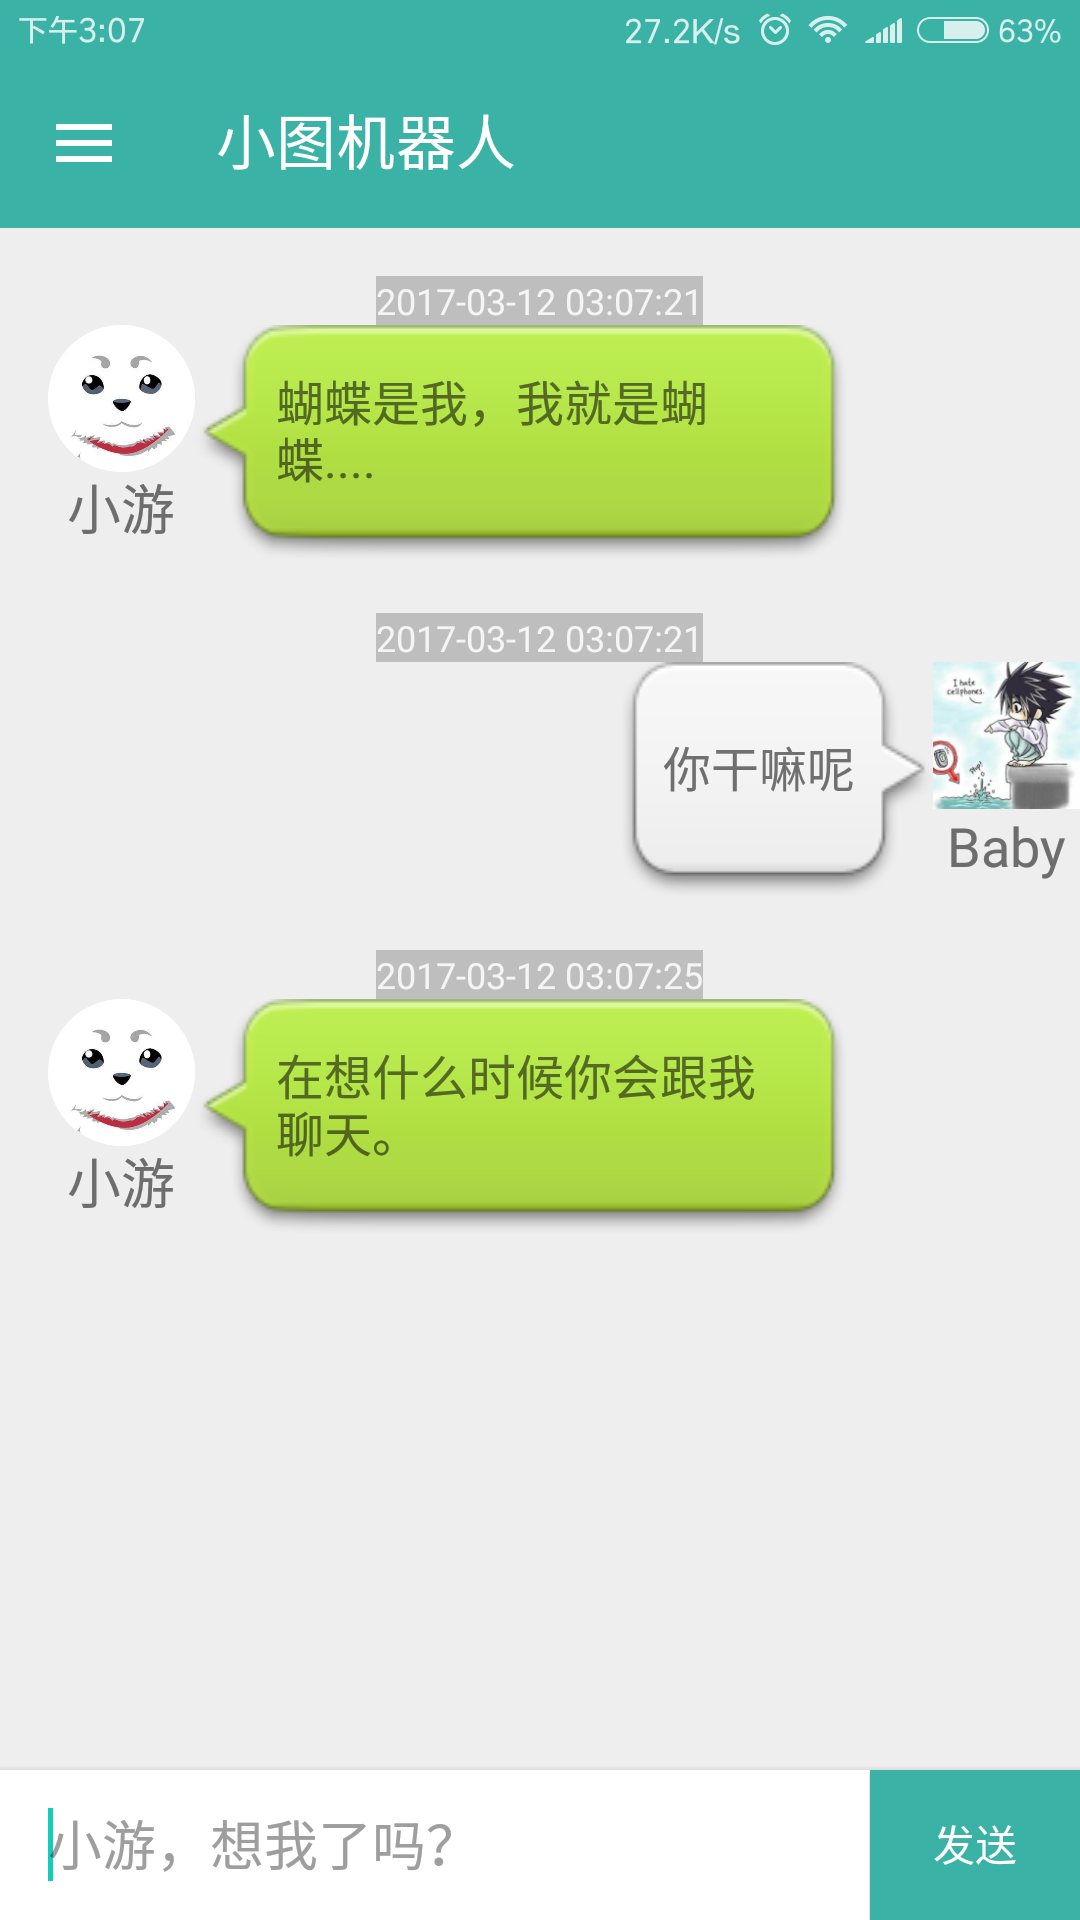 下午3:07
27.2K/s 63%
小图机器人
2017-03-12 03:07:21
蝴蝶是我，我就是蝴
蝶....
小游
2017-03-12 03:07:21
I hate
cellphones.
你干嘛呢
Baby
2017-03-12 03:07:25
在想什么时候你会跟我
聊天。
小游
小游，想我了吗？
发送